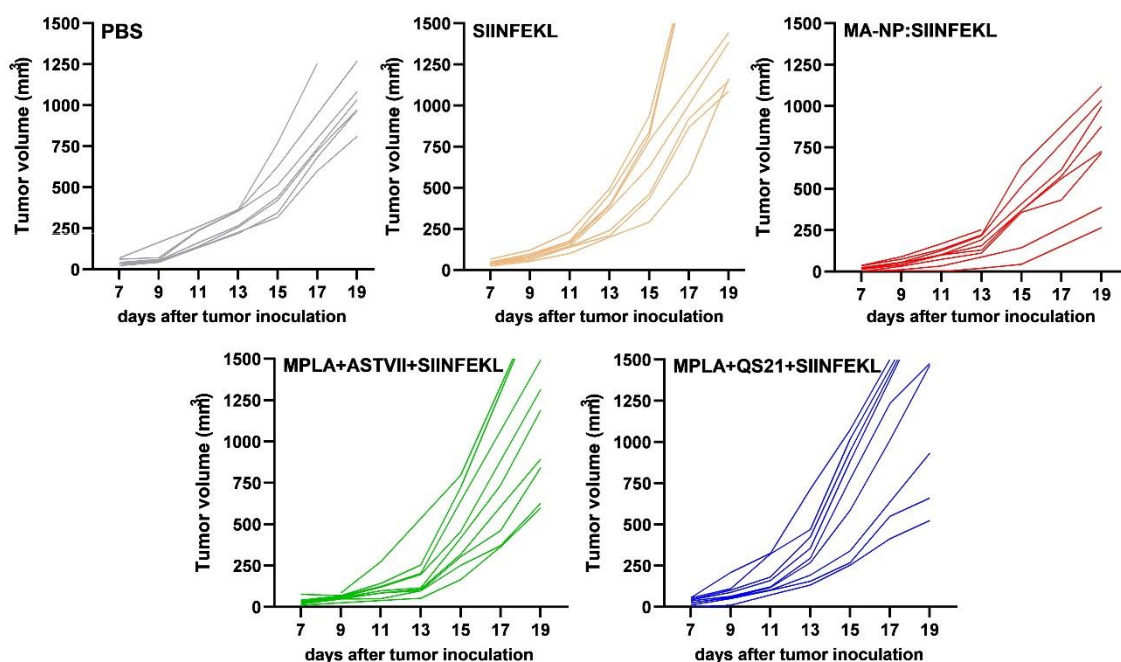 PBS
Tumor volume (mm³)
1500
1250
1000
750
500
250
0
7 9 11 13 15 17 19
days after tumor inoculation
SIINFEKL
Tumor volume (mm³)
1500
1250
1000
750
500
250
0
7 9 11 13 15 17 19
days after tumor inoculation
MA-NP:SIINFEKL
Tumor volume (mm³)
1500
1250
1000
750
500
250
0
7 9 11 13 15 17 19
days after tumor inoculation
MPLA+ASTVII+SIINFEKL
Tumor volume (mm³)
1500
1250
1000
750
500
250
0
7 9 11 13 15 17 19
days after tumor inoculation
MPLA+QS21+SIINFEKL
Tumor volume (mm³)
1500
1250
1000
750
500
250
0
7 9 11 13 15 17 19
days after tumor inoculation